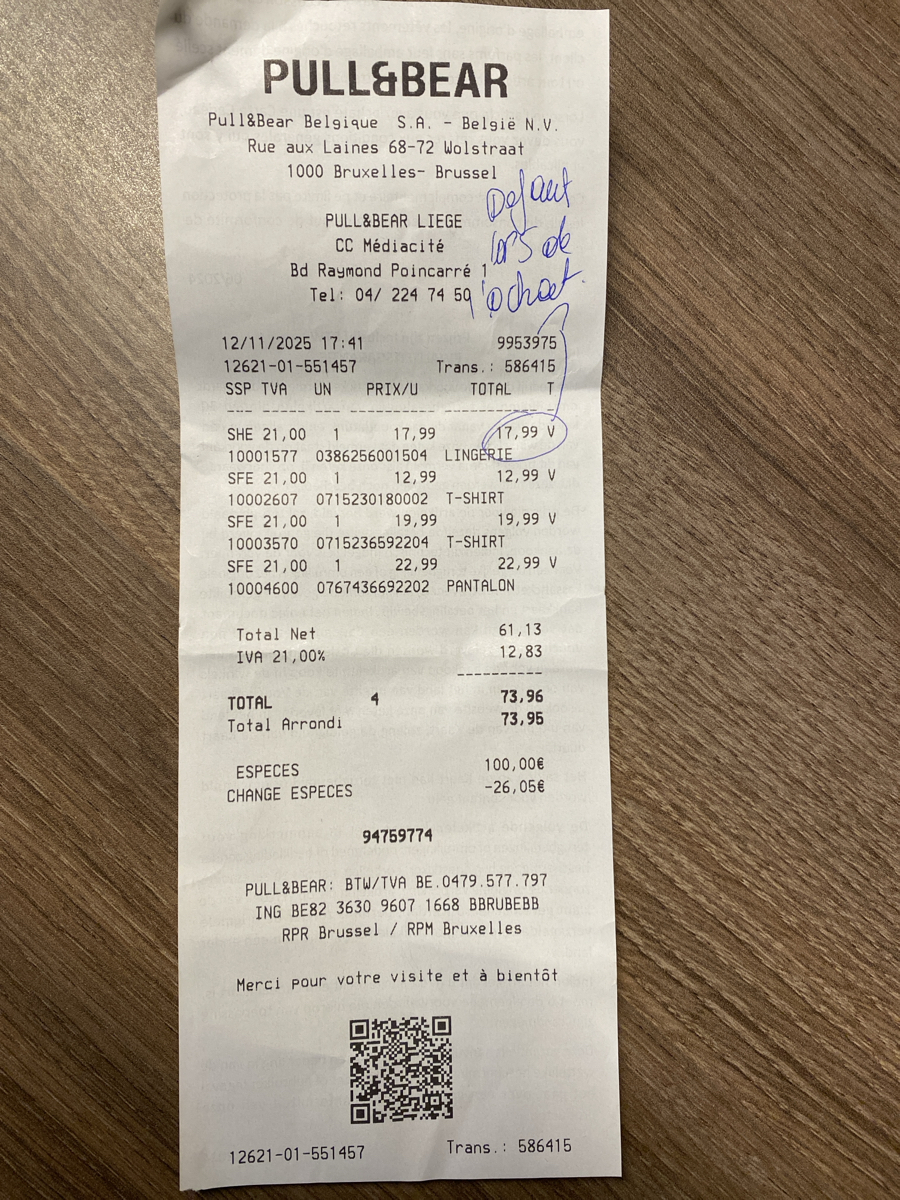 PULL&BEAR
Pull&Bear Belgique S.A. - België N.V.
Rue aux Laines 68-72 Wolstraat
1000 Bruxelles- Brussel
PULL&BEAR LIEGE
CC Médiacité
Bd Raymond Poincarré 1
Tel: 04/ 224 74 50
Defaut
lors de
l'achat.
12/11/2025 17:41 9953975
12621-01-551457 Trans.: 586415
SSP TVA UN PRIX/U TOTAL T
--- ----- --- ---------- ----------- -
SHE 21,00 1 17,99 17,99 V
10001577 0386256001504 LINGERIE
SFE 21,00 1 12,99 12,99 V
10002607 0715230180002 T-SHIRT
SFE 21,00 1 19,99 19,99 V
10003570 0715236592204 T-SHIRT
SFE 21,00 1 22,99 22,99 V
10004600 0767436692202 PANTALON
Total Net 61,13
IVA 21,00% 12,83
----------
TOTAL 4 73,96
Total Arrondi 73,95
ESPECES 100,00€
CHANGE ESPECES -26,05€
94759774
PULL&BEAR: BTW/TVA BE.0479.577.797
ING BE82 3630 9607 1668 BBRUBEBB
RPR Brussel / RPM Bruxelles
Merci pour votre visite et à bientôt
12621-01-551457 Trans.: 586415